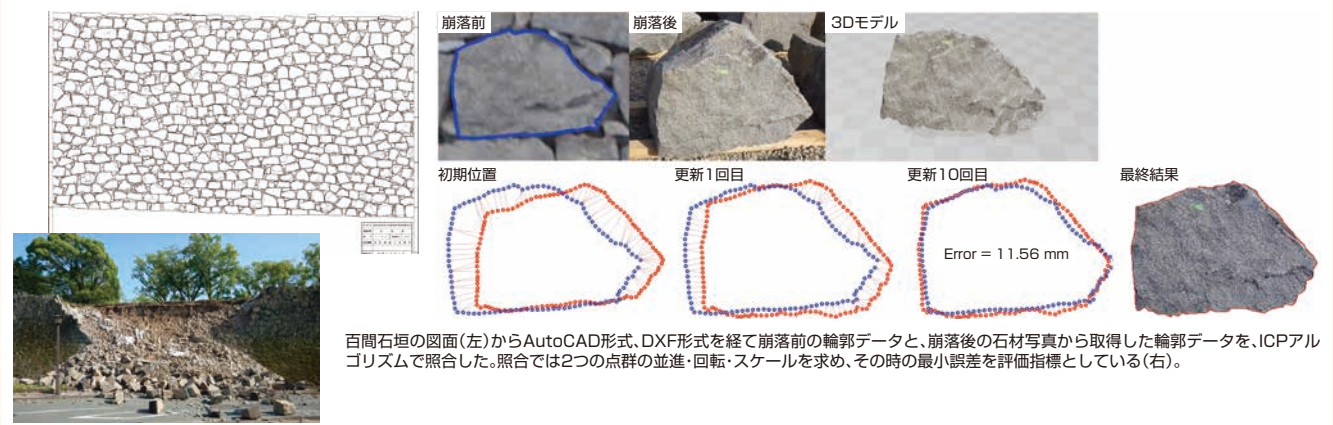 崩落前
崩落後
3Dモデル
初期位置
更新1回目
更新10回目
最終結果
Error = 11.56 mm
百間石垣の図面(左)からAutoCAD形式、DXF形式を経て崩落前の輪郭データと、崩落後の石材写真から取得した輪郭データを、ICPアル
ゴリズムで照合した。照合では2つの点群の並進・回転・スケールを求め、その時の最小誤差を評価指標としている(右)。